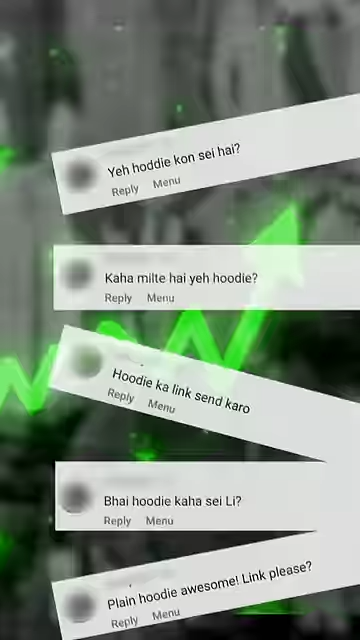 Yeh hoddie kon sei hai?
Reply Menu
Kaha milte hai yeh hoodie?
Reply Menu
Hoodie ka link send karo
Reply Menu
Bhai hoodie kaha sei Li?
Reply Menu
Plain hoodie awesome! Link please?
Reply Menu